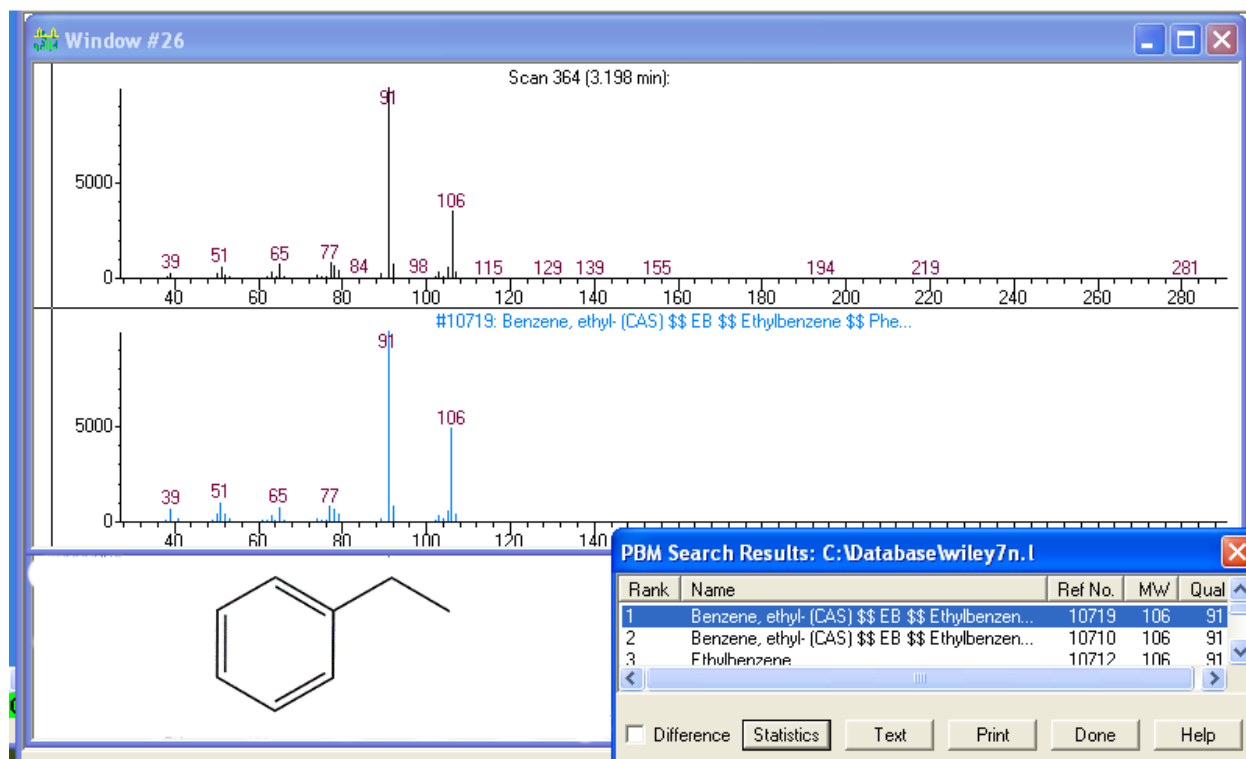 Window #26
Scan 364 (3.198 min):
91
5000
106
39 51 65 77 84 98 115 129 139 155 194 219 281
0
40 60 80 100 120 140 160 180 200 220 240 260 280
#10719: Benzene, ethyl- (CAS) $$ EB $$ Ethylbenzene $$ Phe...
91
5000
106
39 51 65 77
0
40 60 80 100 120 140
PBM Search Results: C:\Database\wiley7n.l
Rank Name Ref No. MW Qual
1 Benzene, ethyl- (CAS) $$ EB $$ Ethylbenzen... 10719 106 91
2 Benzene, ethyl- (CAS) $$ EB $$ Ethylbenzen... 10710 106 91
3 Ethylbenzene 10712 106 91
Difference Statistics Text Print Done Help